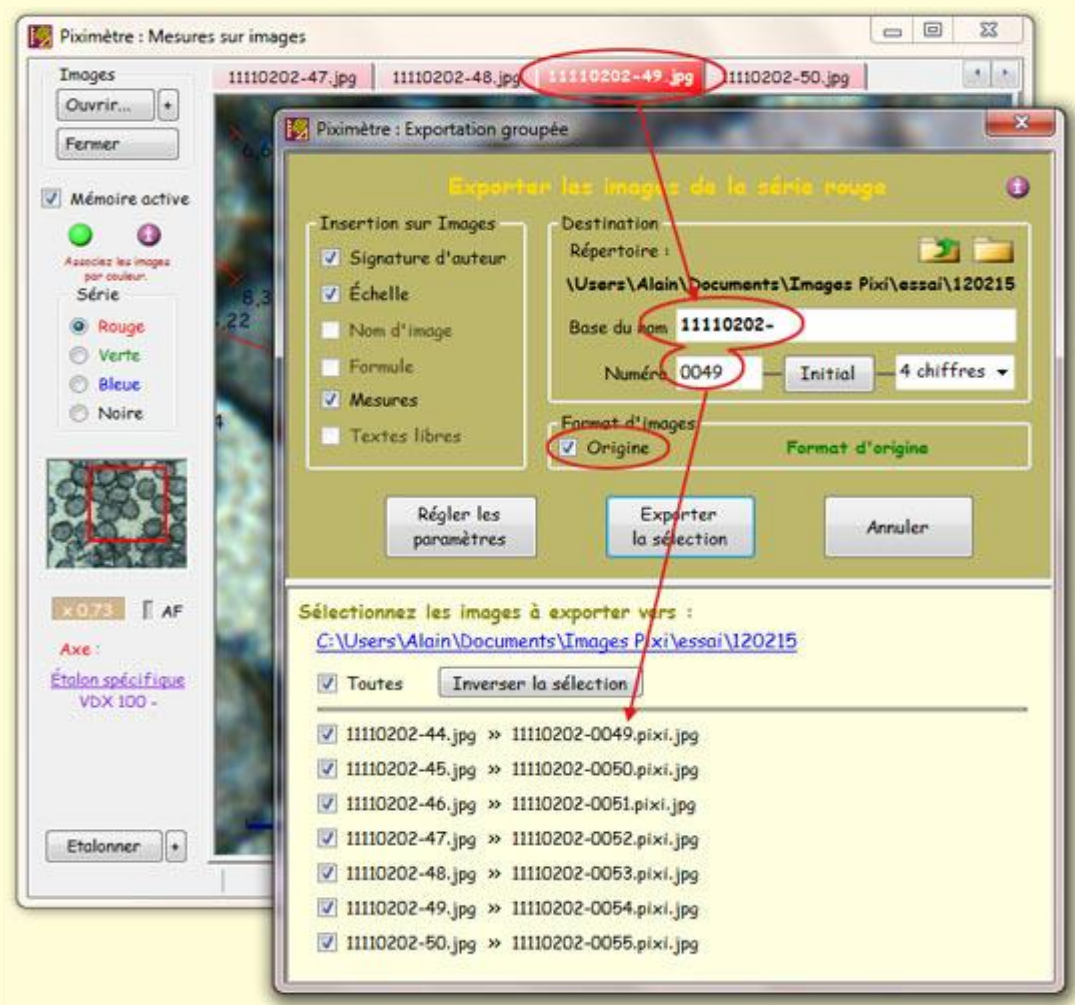 Piximètre : Mesures sur images
Images
Ouvrir... +
Fermer
Mémoire active
Associez les images
par couleur.
Série
Rouge
Verte
Bleue
Noire
x 0.73 AF
Axe :
Étalon spécifique
VDX 100 -
Etalonner +
11110202-47.jpg 11110202-48.jpg 11110202-49.jpg 11110202-50.jpg
6,6
8,3
,22
4
Piximètre : Exportation groupée
Exporter les images de la série rouge
Insertion sur Images
Signature d'auteur
Échelle
Nom d'image
Formule
Mesures
Textes libres
Destination
Répertoire :
\Users\Alain\Documents\Images Pixi\essai\120215
Base du nom 11110202-
Numéro 0049 Initial 4 chiffres
Format d'images
Origine Format d'origine
Régler les
paramètres
Exporter
la sélection
Annuler
Sélectionnez les images à exporter vers :
C:\Users\Alain\Documents\Images Pixi\essai\120215
Toutes Inverser la sélection
11110202-44.jpg » 11110202-0049.pixi.jpg
11110202-45.jpg » 11110202-0050.pixi.jpg
11110202-46.jpg » 11110202-0051.pixi.jpg
11110202-47.jpg » 11110202-0052.pixi.jpg
11110202-48.jpg » 11110202-0053.pixi.jpg
11110202-49.jpg » 11110202-0054.pixi.jpg
11110202-50.jpg » 11110202-0055.pixi.jpg